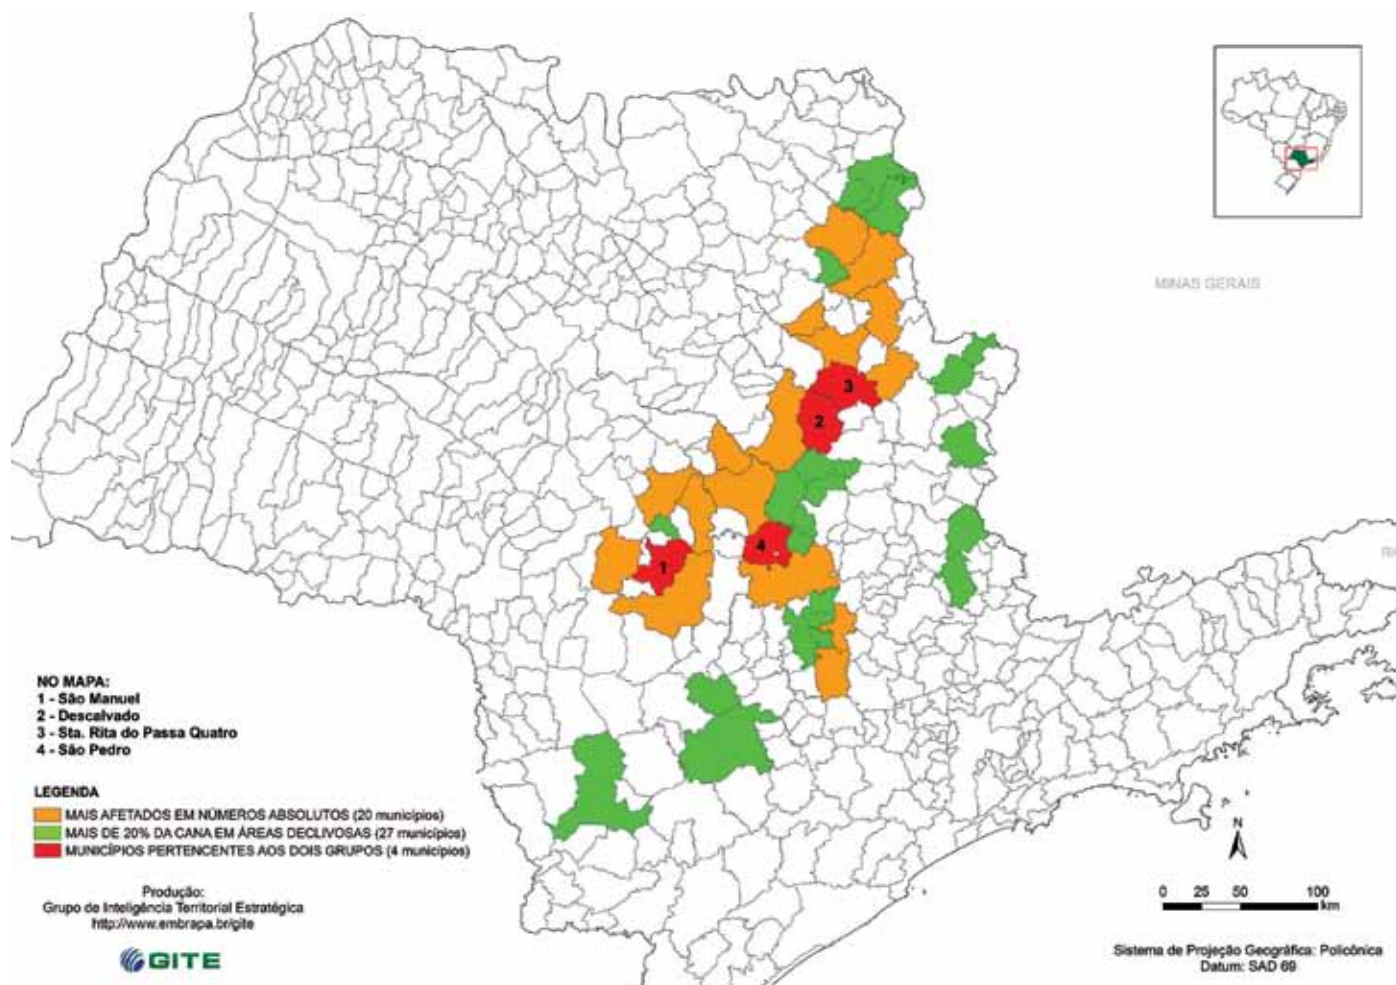 MINAS GERAIS
3
2
4
1
NO MAPA:
1 - São Manuel
2 - Descalvado
3 - Sta. Rita do Passa Quatro
4 - São Pedro
LEGENDA
MAIS AFETADOS EM NÚMEROS ABSOLUTOS (20 municípios)
MAIS DE 20% DA CANA EM ÁREAS DECLIVOSAS (27 municípios)
MUNICÍPIOS PERTENCENTES AOS DOIS GRUPOS (4 municípios)
Produção:
Grupo de Inteligência Territorial Estratégica
http://www.embrapa.br/gite
GITE
N
0 25 50 100
km
Sistema de Projeção Geográfica: Policônica
Datum: SAD 69